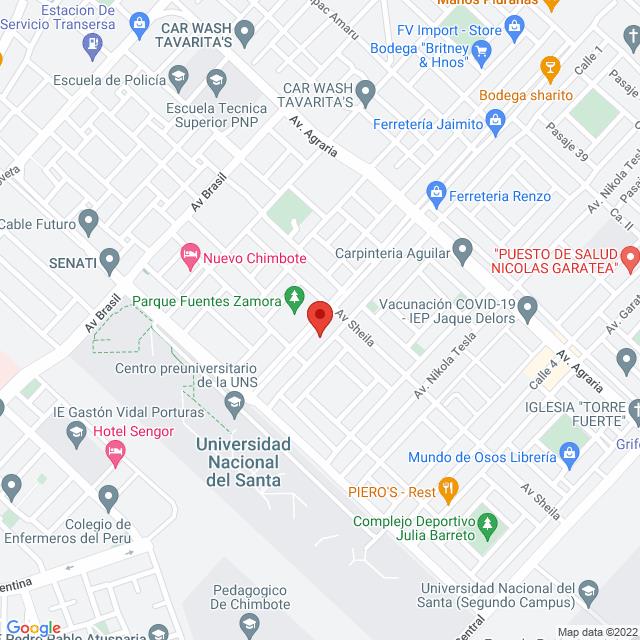 Manos Pluranas
Estacion De
Servicio Transersa
CAR WASH
TAVARITA'S
pac Amaru
FV Import - Store
Bodega "Britney
& Hnos"
Calle 1
Escuela de Policía
Escuela Tecnica
Superior PNP
CAR WASH
TAVARITA'S
Bodega sharito
Pasaje
Av. Agraria
Ferretería Jaimito
Pasaje 39
Av. Nikola Tesla
Av Brasil
Ferreteria Renzo
Ca. II
Cable Futuro
SENATI
Nuevo Chimbote
Carpinteria Aguilar
"PUESTO DE SALUD
NICOLAS GARATEA"
Parque Fuentes Zamora
Av Brasil
Av Sheila
Vacunación COVID-19
- IEP Jaque Delors
Av. Gara
Centro preuniversitario
de la UNS
Av. Nikola Tesla
Av. Agraria
Calle 4
IE Gastón Vidal Porturas
Hotel Sengor
Universidad
Nacional
del Santa
IGLESIA "TORRE
FUERTE"
Mundo de Osos Librería
Grif
PIERO'S - Rest
Av Sheila
Colegio de
Enfermeros del Perú
Complejo Deportivo
Julia Barreto
entina
Pedagogico
De Chimbote
Universidad Nacional del
Santa (Segundo Campus)
Central
Google
IE Pedro Pablo Atusparia
Map data ©2022